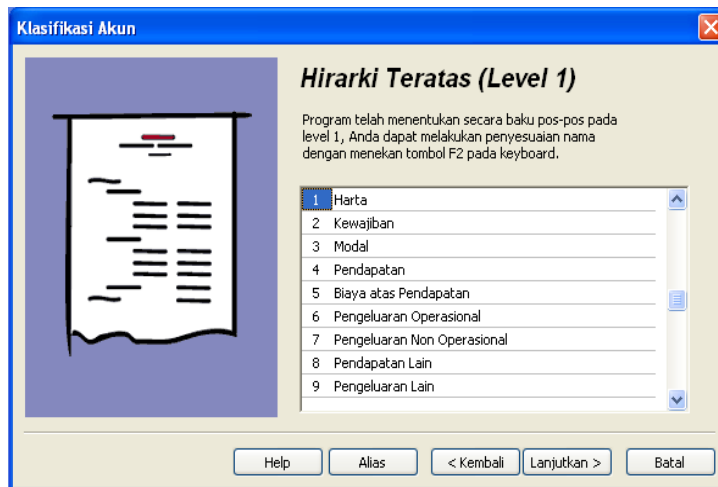 Klasifikasi Akun
Hirarki Teratas (Level 1)
Program telah menentukan secara baku pos-pos pada
level 1, Anda dapat melakukan penyesuaian nama
dengan menekan tombol F2 pada keyboard.
1 Harta
2 Kewajiban
3 Modal
4 Pendapatan
5 Biaya atas Pendapatan
6 Pengeluaran Operasional
7 Pengeluaran Non Operasional
8 Pendapatan Lain
9 Pengeluaran Lain
Help Alias < Kembali Lanjutkan > Batal